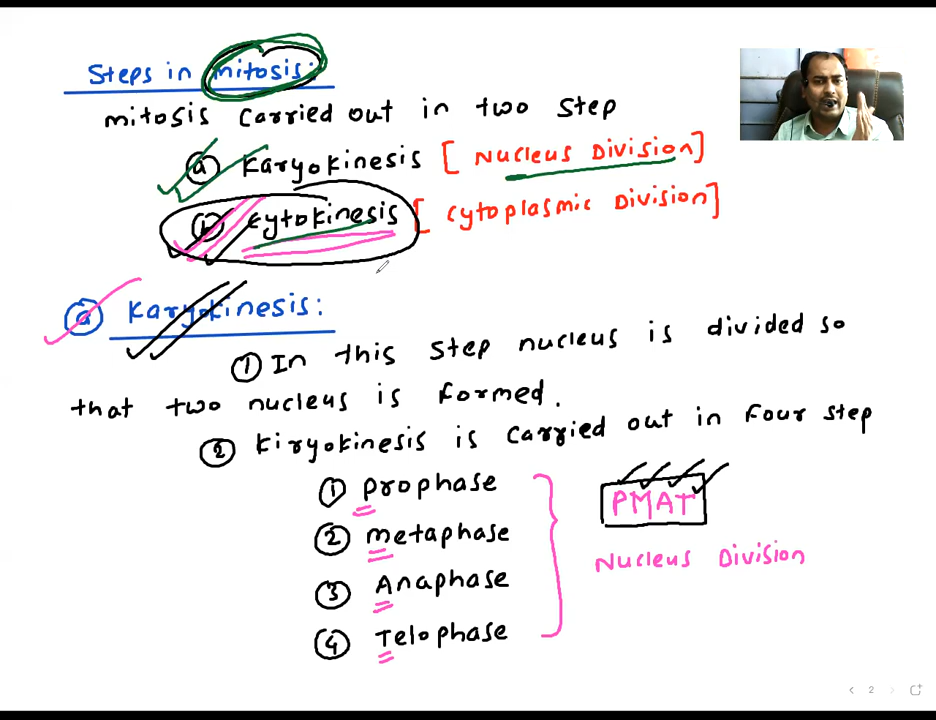 Steps in mitosis:
mitosis carried out in two step
a Karyokinesis [Nucleus Division]
b Cytokinesis [Cytoplasmic Division]
a Karyokinesis:
1 In this step nucleus is divided so
that two nucleus is formed.
2 Kiryokinesis is carried out in four step
1 Prophase
PMAT
2 metaphase
Nucleus Division
3 Anaphase
4 Telophase
2